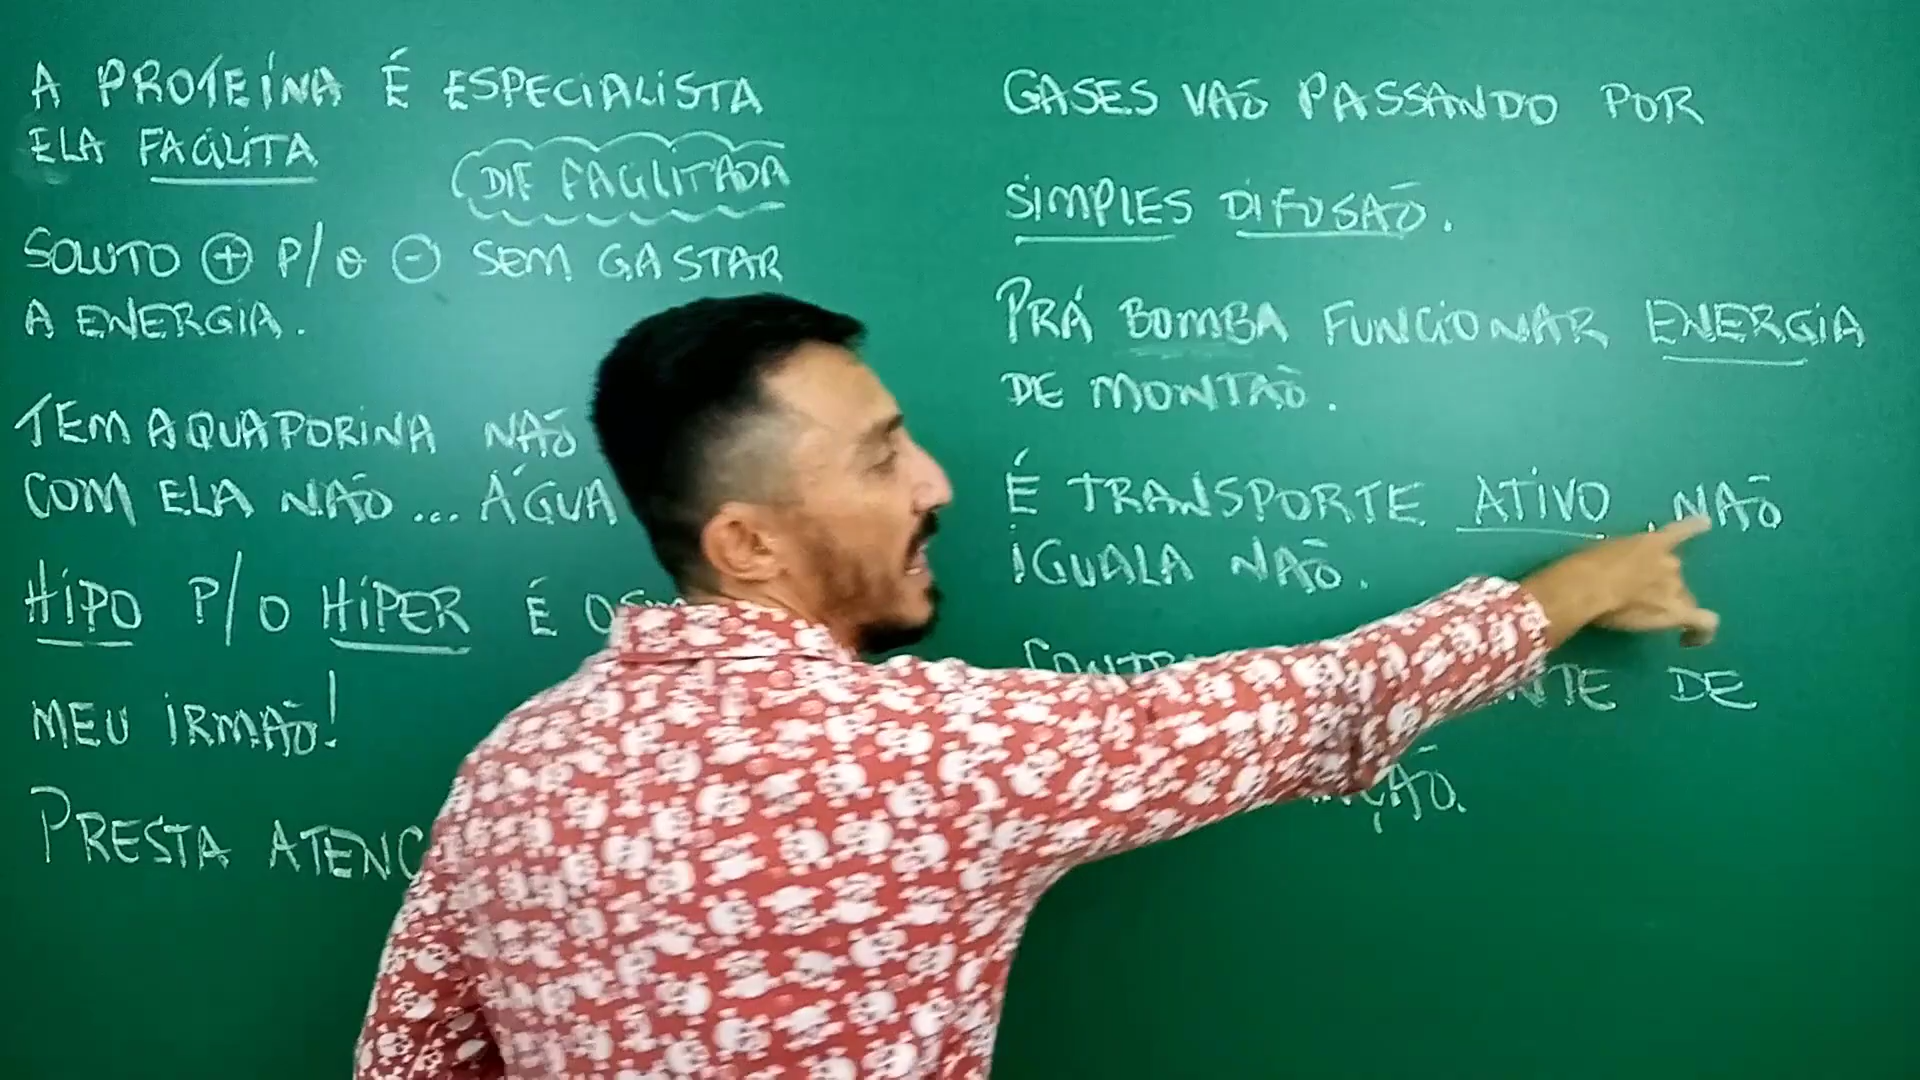 A PROTEÍNA É ESPECIALISTA
ELA FACILITA
DIF FACILITADA
SOLUTO ⊕ P/ O ⊖ SEM GASTAR
A ENERGIA.
TEM AQUAPORINA NÃO
COM ELA NÃO... ÁGUA
HIPO P/ O HIPER É
MEU IRMÃO!
PRESTA
GASES VÃO PASSANDO POR
SIMPLES DIFUSÃO.
PRÁ BOMBA FUNCIONAR ENERGIA
DE MONTÃO.
É TRANSPORTE ATIVO, NÃO
IGUALA NÃO.
DE